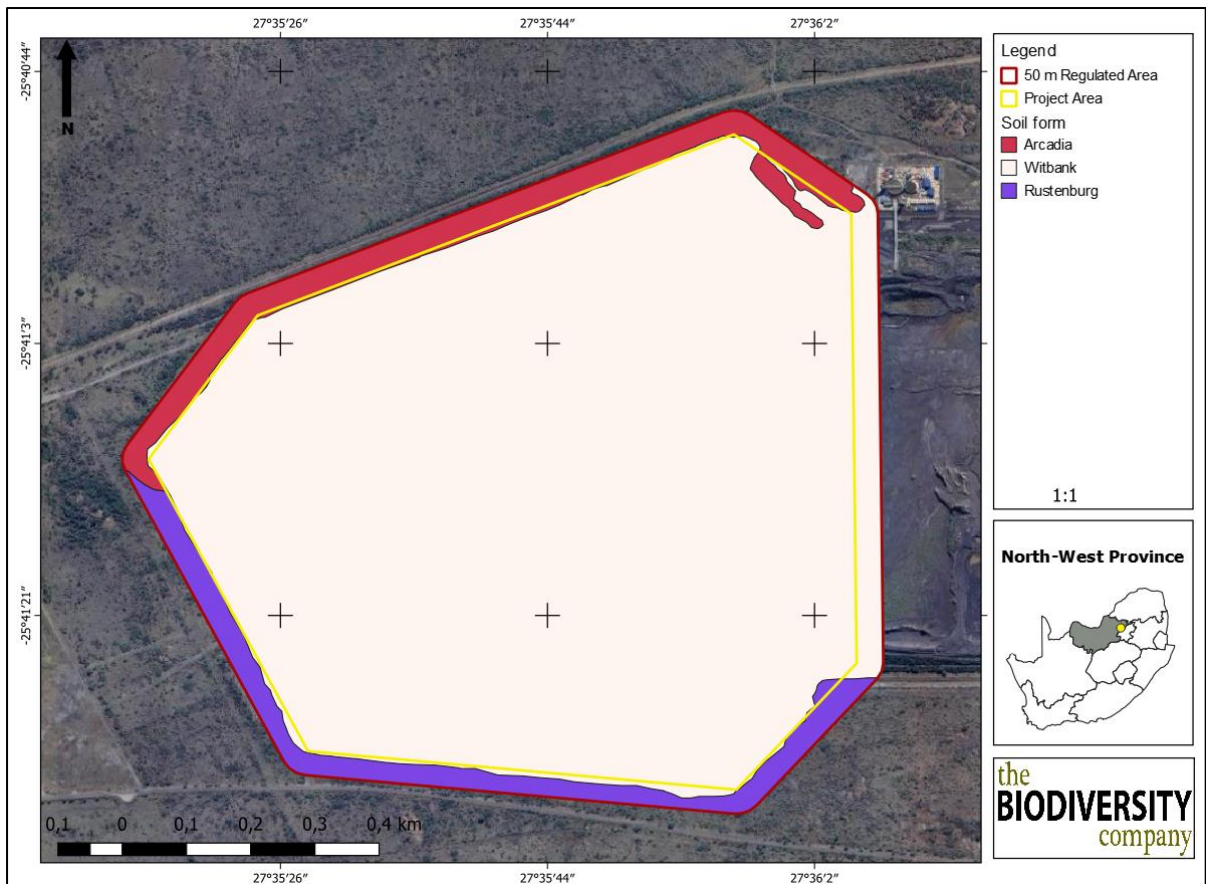 27°35'26"
27°35'44"
27°36'2"
-25°40'44"
-25°41'3"
-25°41'21"
N
0,1 0 0,1 0,2 0,3 0,4 km
27°35'26"
27°35'44"
27°36'2"
Legend
50 m Regulated Area
Project Area
Soil form
Arcadia
Witbank
Rustenburg
1:1
North-West Province
the
BIODIVERSITY
company